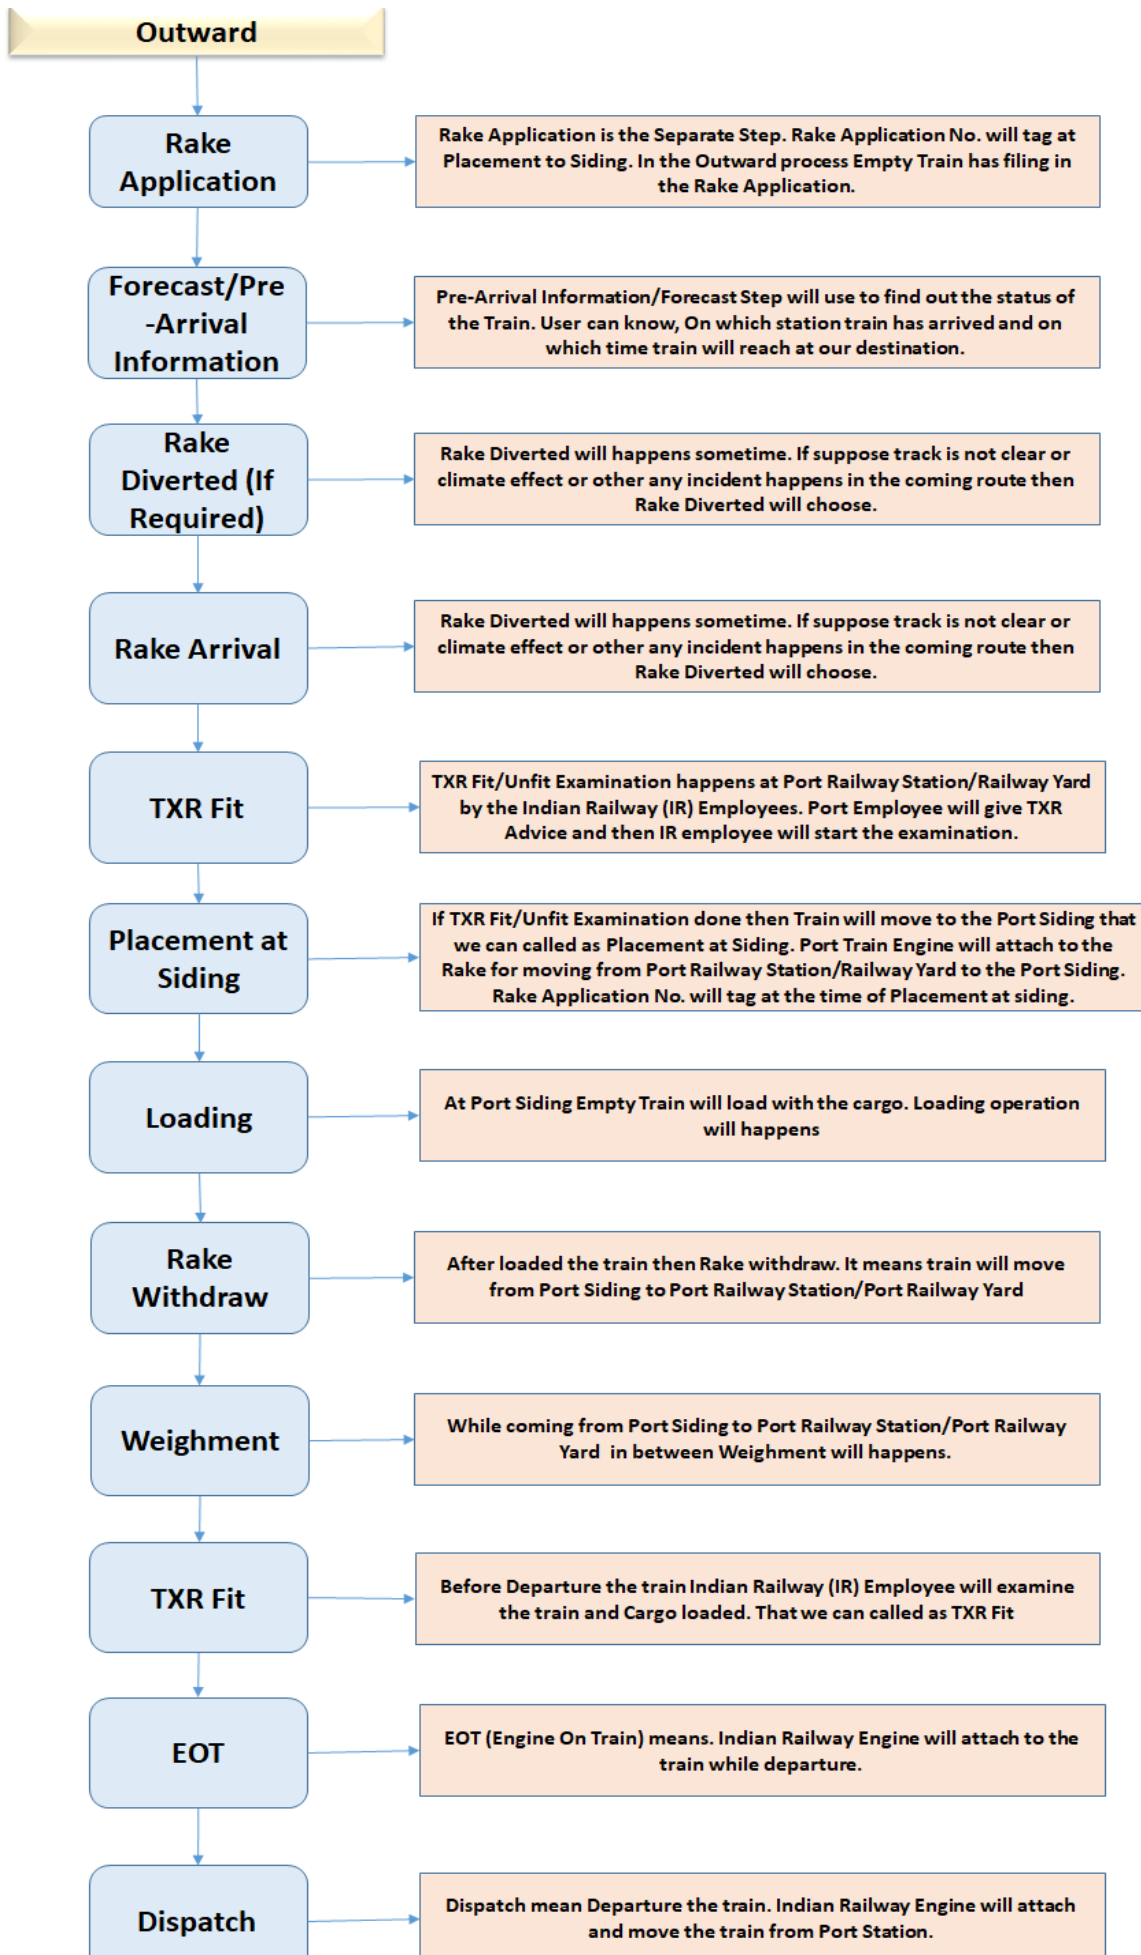 Outward
Rake
Application
Rake Application is the Separate Step. Rake Application No. will tag at
Placement to Siding. In the Outward process Empty Train has filing in
the Rake Application.
Forecast/Pre
-Arrival
Information
Pre-Arrival Information/Forecast Step will use to find out the status of
the Train. User can know, On which station train has arrived and on
which time train will reach at our destination.
Rake
Diverted (If
Required)
Rake Diverted will happens sometime. If suppose track is not clear or
climate effect or other any incident happens in the coming route then
Rake Diverted will choose.
Rake Arrival
Rake Diverted will happens sometime. If suppose track is not clear or
climate effect or other any incident happens in the coming route then
Rake Diverted will choose.
TXR Fit
TXR Fit/Unfit Examination happens at Port Railway Station/Railway Yard
by the Indian Railway (IR) Employees. Port Employee will give TXR
Advice and then IR employee will start the examination.
Placement at
Siding
If TXR Fit/Unfit Examination done then Train will move to the Port Siding that
we can called as Placement at Siding. Port Train Engine will attach to the
Rake for moving from Port Railway Station/Railway Yard to the Port Siding.
Rake Application No. will tag at the time of Placement at siding.
Loading
At Port Siding Empty Train will load with the cargo. Loading operation
will happens
Rake
Withdraw
After loaded the train then Rake withdraw. It means train will move
from Port Siding to Port Railway Station/Port Railway Yard
Weighment
While coming from Port Siding to Port Railway Station/Port Railway
Yard in between Weighment will happens.
TXR Fit
Before Departure the train Indian Railway (IR) Employee will examine
the train and Cargo loaded. That we can called as TXR Fit
EOT
EOT (Engine On Train) means. Indian Railway Engine will attach to the
train while departure.
Dispatch
Dispatch mean Departure the train. Indian Railway Engine will attach
and move the train from Port Station.